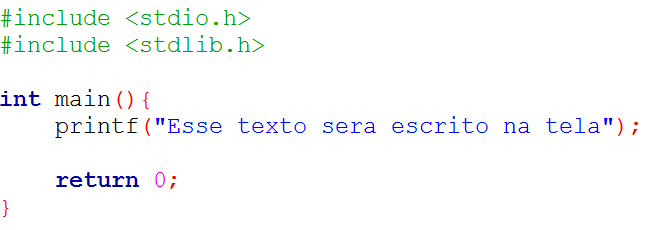 #include <stdio.h>
#include <stdlib.h>
int main(){
printf("Esse texto sera escrito na tela");
return 0;
}